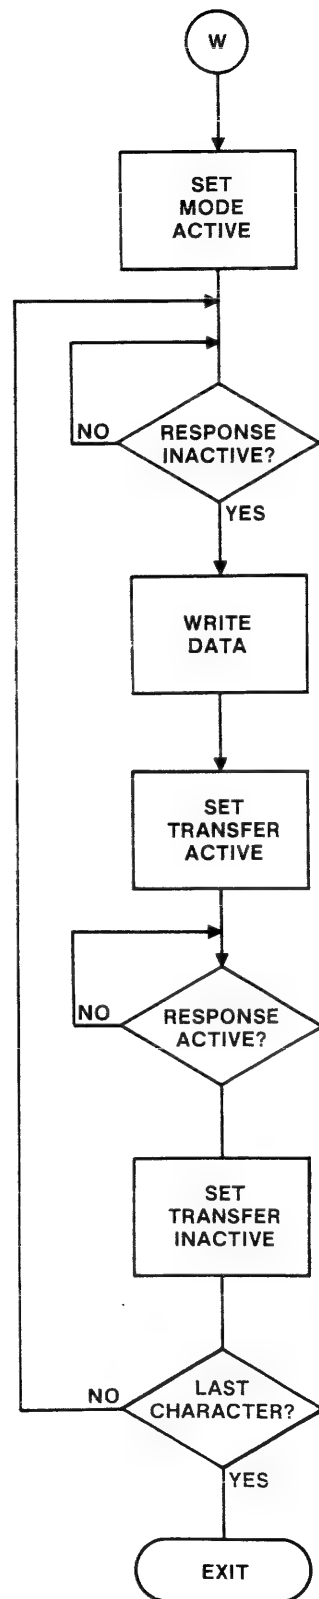 W
SET
MODE
ACTIVE
RESPONSE
INACTIVE?
NO
YES
WRITE
DATA
SET
TRANSFER
ACTIVE
RESPONSE
ACTIVE?
NO
SET
TRANSFER
INACTIVE
LAST
CHARACTER?
NO
YES
EXIT